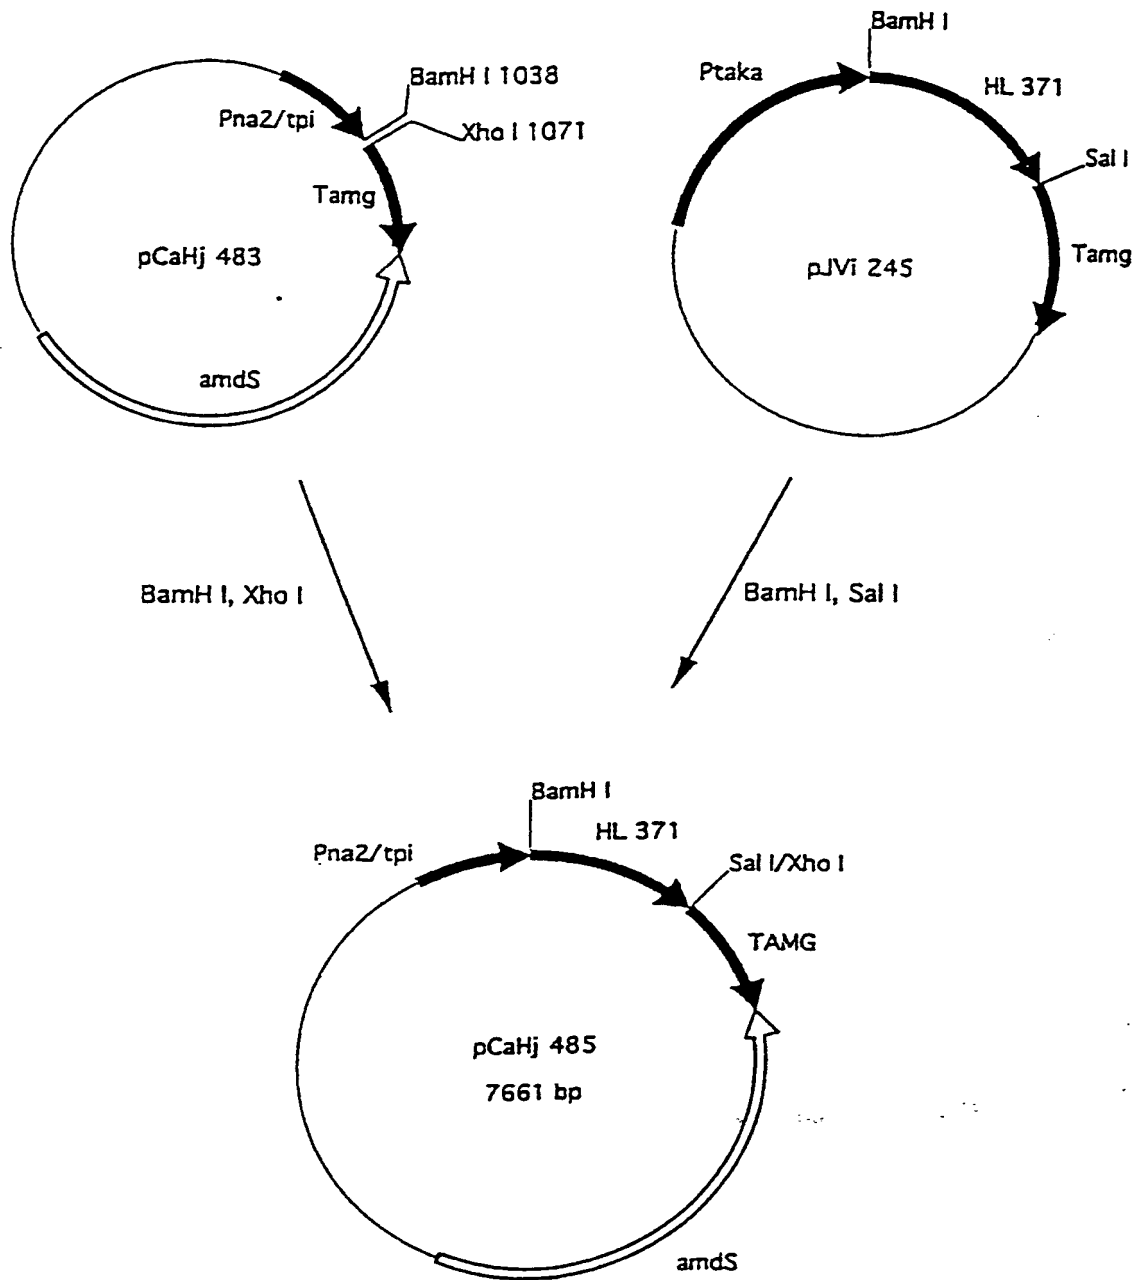 BamH I 1038
Pna2/tpi
Xho I 1071
Tamg
pCaHj 483
amdS
BamH I
Ptaka
HL 371
Sal I
Tamg
pJVi 245
BamH I, Xho I
BamH I, Sal I
BamH I
HL 371
Pna2/tpi
Sal I/Xho I
TAMG
pCaHj 485
7661 bp
amdS